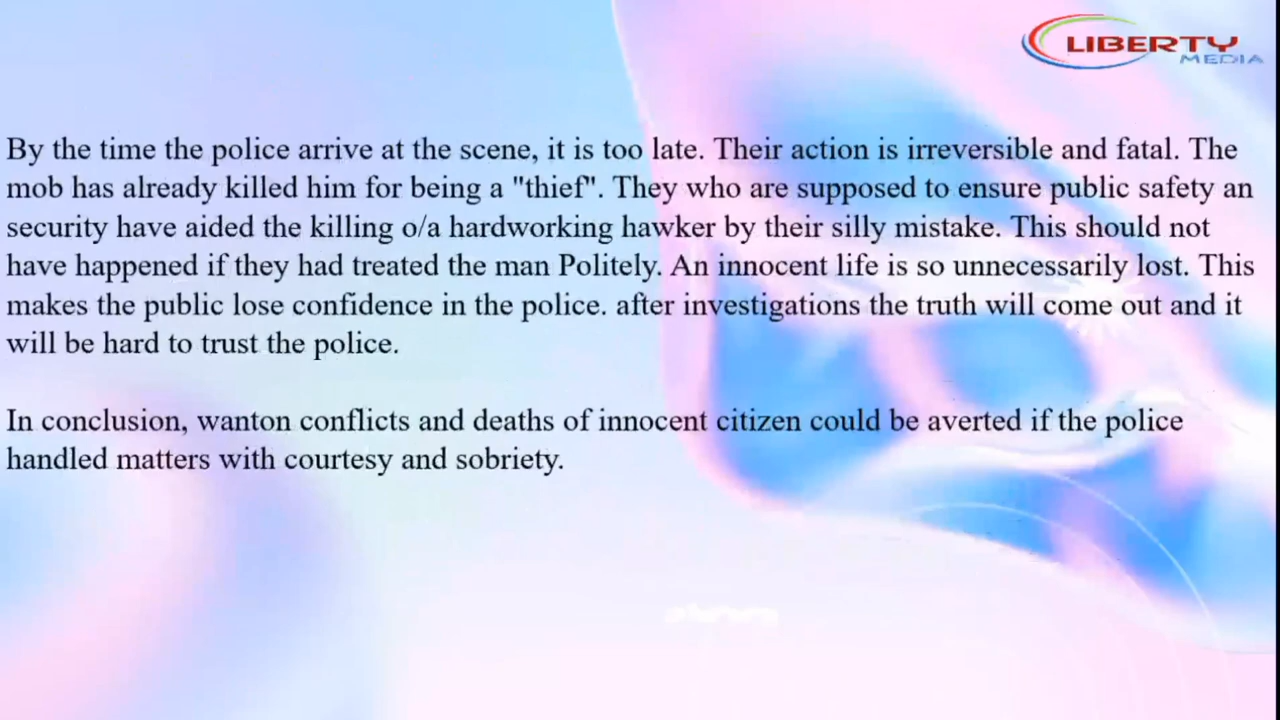 LIBERTY
MEDIA
By the time the police arrive at the scene, it is too late. Their action is irreversible and fatal. The
mob has already killed him for being a "thief". They who are supposed to ensure public safety an
security have aided the killing o/a hardworking hawker by their silly mistake. This should not
have happened if they had treated the man Politely. An innocent life is so unnecessarily lost. This
makes the public lose confidence in the police. after investigations the truth will come out and it
will be hard to trust the police.
In conclusion, wanton conflicts and deaths of innocent citizen could be averted if the police
handled matters with courtesy and sobriety.